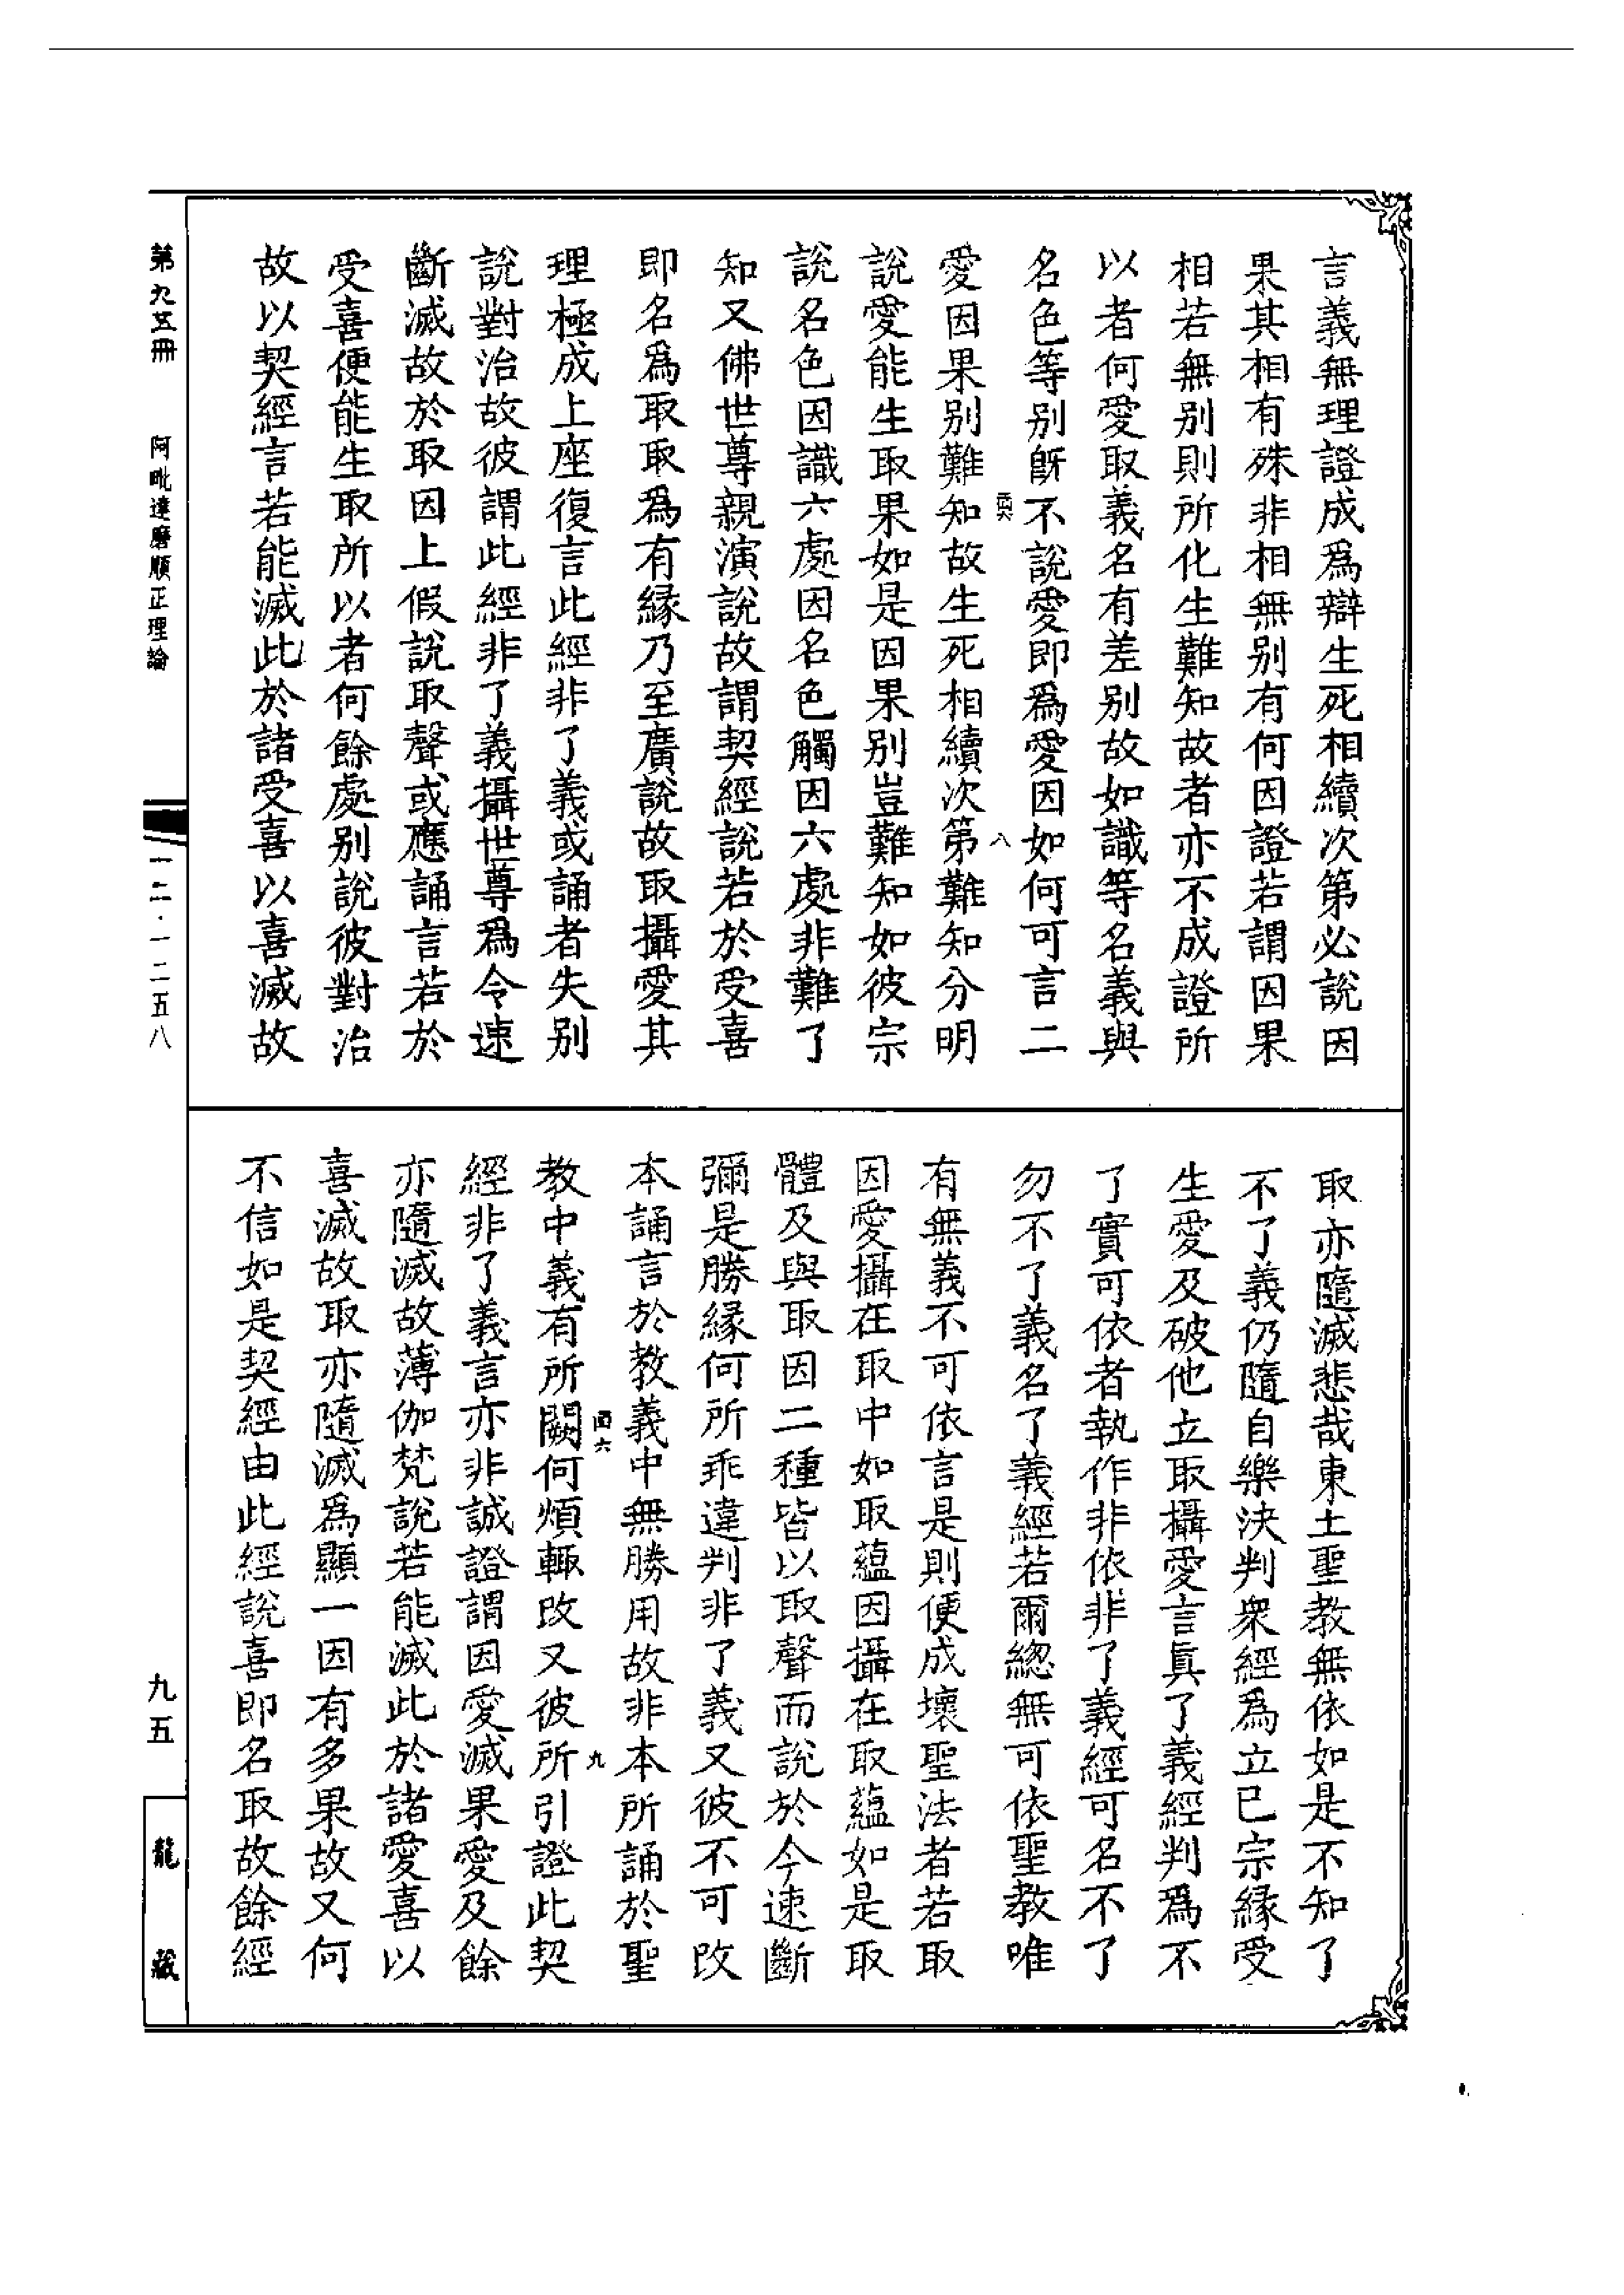 言義無理證成爲辯生死相續次第必說因
果其相有殊非相無別有何因證若謂因果
相若無別則所化生難知故者亦不成證所
以者何愛取義名有差別故如識等名義與
名色等別旣不說愛即爲愛因如何可言二
八
愛因果別難知故生死相續次第難知分明
說愛能生取果如是因果別豈難知如彼宗
說名色因識六處因名色觸因六處非難了
知又佛世尊親演說故謂契經說若於受喜
即名爲取取爲有緣乃至廣說故取攝愛其
理極成上座復言此經非了義或誦者失別
說對治故彼謂此經非了義攝世尊爲令速
斷滅故於取因上假說取聲或應誦言若於
受喜便能生取所以者何餘處別說彼對治
故以契經言若能滅此於諸受喜以喜滅故
取亦隨滅悲哉東土聖教無依如是不知了
不了義仍隨自樂決判衆經爲立己宗緣受
生愛及破他立取攝愛言眞了義經判爲不
了實可依者執作非依非了義經可名不了
勿不了義名了義經若爾總無可依聖教唯
有無義不可依言是則便成壞聖法者若取
因愛攝在取中如取蘊因攝在取蘊如是取
體及與取因二種皆以取聲而說於今速斷
彌是勝緣何所乖違判非了義又彼不可改
本誦言於教義中無勝用故非本所誦於聖
九
教中義有所闕何煩輒改又彼所引證此契
經非了義言亦非誠證謂因愛滅果愛及餘
亦隨滅故薄伽梵說若能滅此於諸愛喜以
喜滅故取亦隨滅爲顯一因有多果故又何
不信如是契經由此經說喜即名取故餘經
第九五冊 阿毗達磨順正理論
一二·一二五八
九五
龍藏